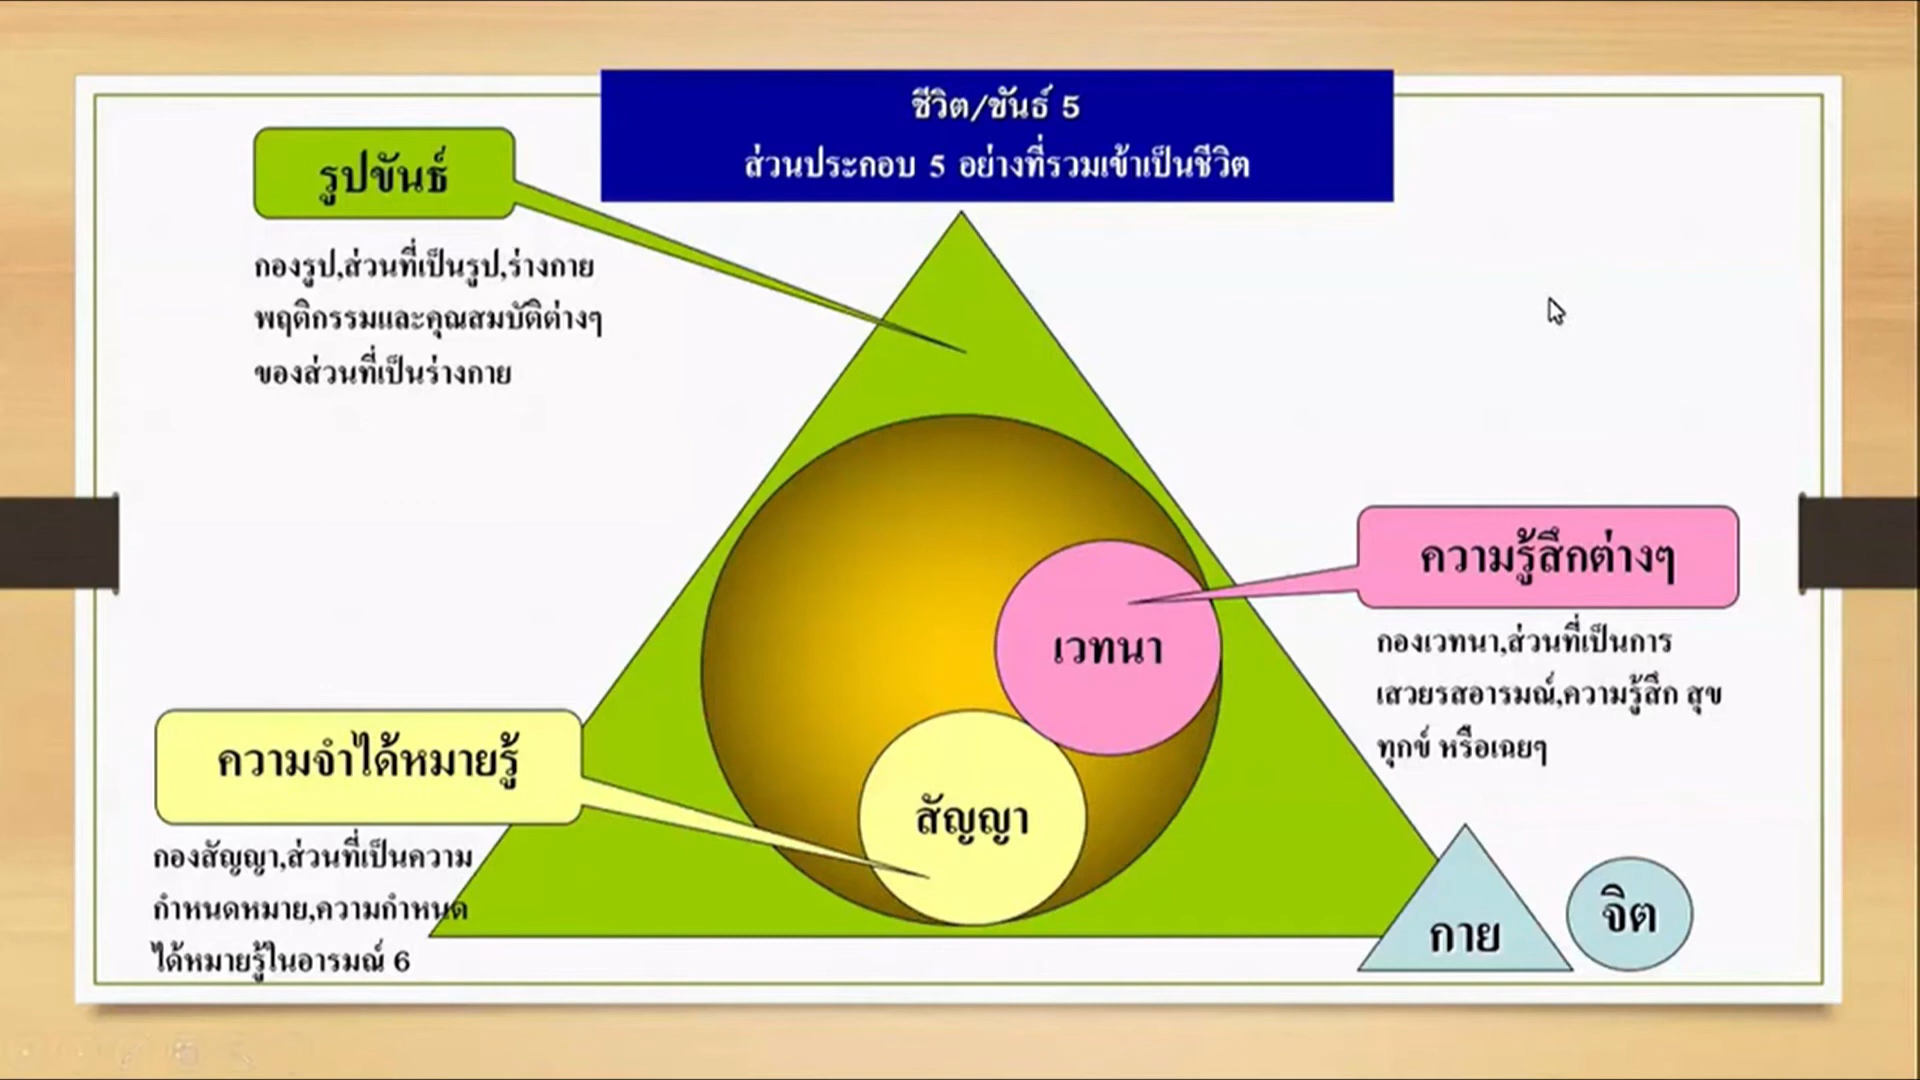 ชีวิต/ขันธ์ 5
ส่วนประกอบ 5 อย่างที่รวมเข้าเป็นชีวิต
รูปขันธ์
กองรูป,ส่วนที่เป็นรูป,ร่างกาย
พฤติกรรมและคุณสมบัติต่างๆ
ของส่วนที่เป็นร่างกาย
ความรู้สึกต่างๆ
เวทนา
กองเวทนา,ส่วนที่เป็นการ
เสวยรสอารมณ์,ความรู้สึก สุข
ทุกข์ หรือเฉยๆ
ความจำได้หมายรู้
สัญญา
กองสัญญา,ส่วนที่เป็นความ
กำหนดหมาย,ความกำหนด
ได้หมายรู้ในอารมณ์ 6
กาย
จิต